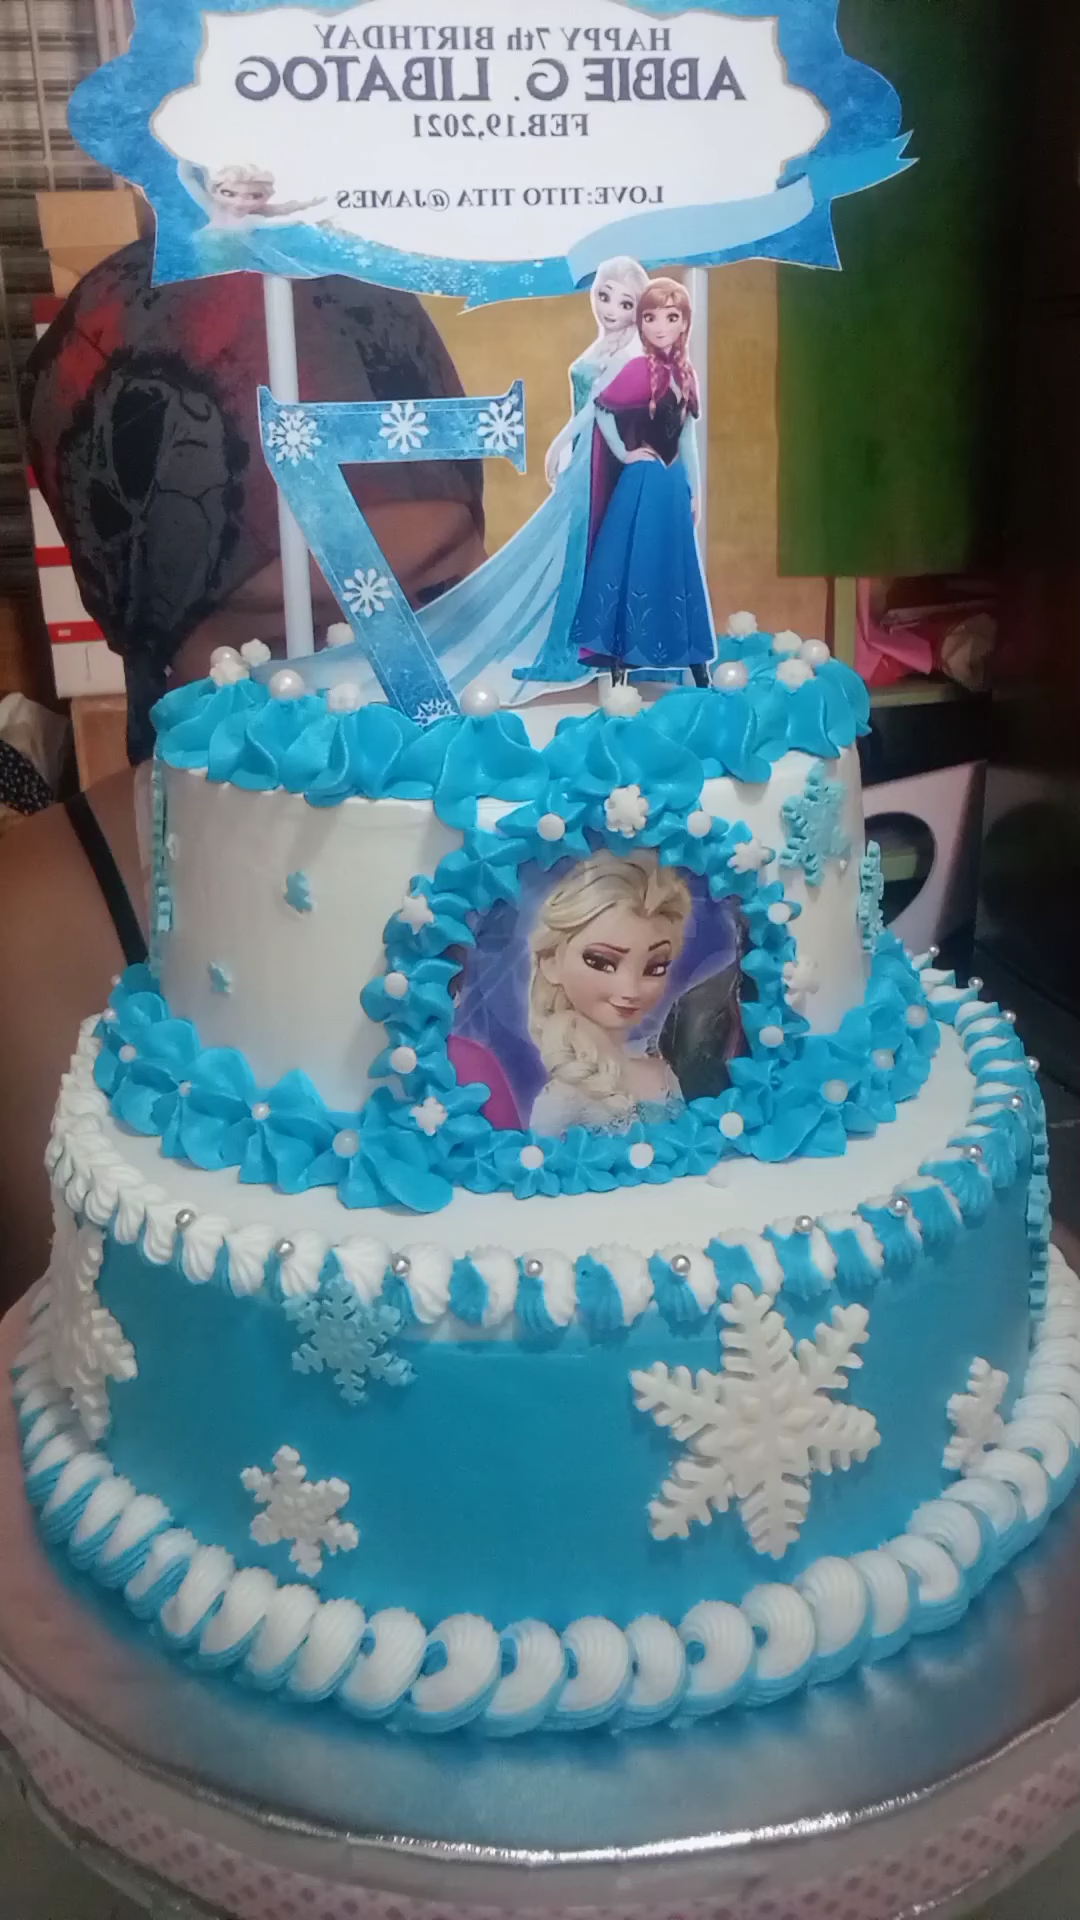 HAPPY 7th BIRTHDAY
ABBIE G. LIBATOG
FEB.19,2021
LOVE:TITO TITA @JAMES
7